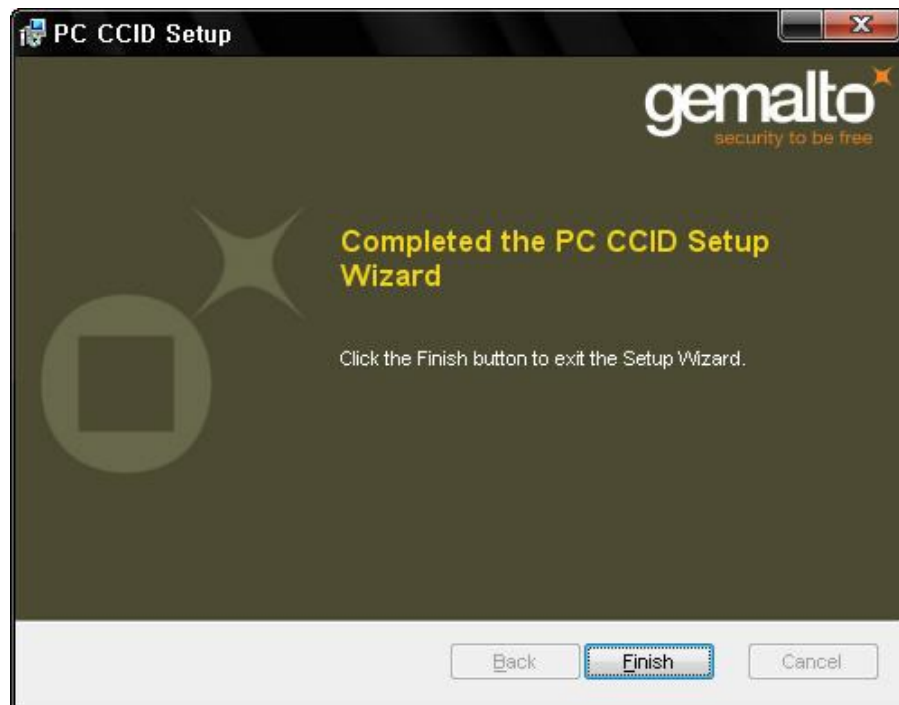 PC CCID Setup
gemalto
security to be free
Completed the PC CCID Setup
Wizard
Click the Finish button to exit the Setup Wizard.
Back
Finish
Cancel